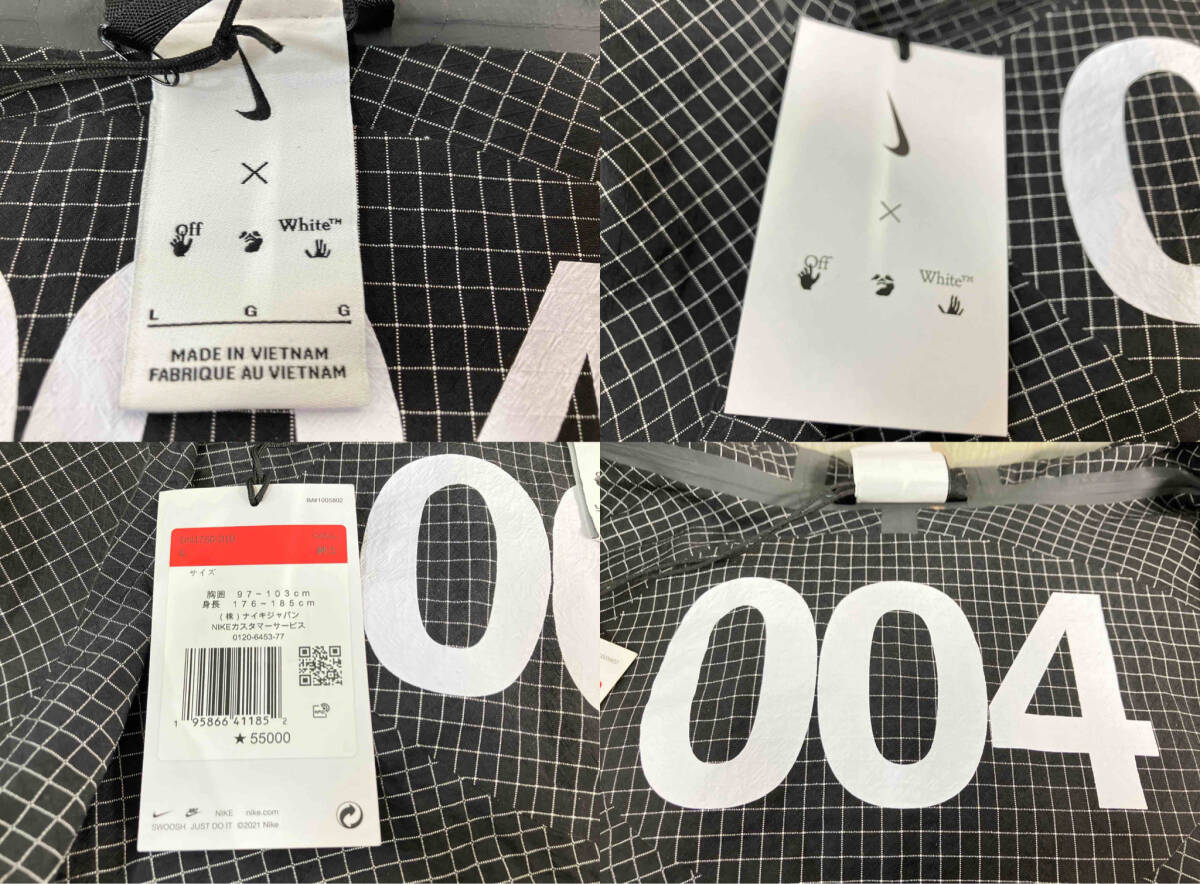 ×
Off White™
L G G
MADE IN VIETNAM
FABRIQUE AU VIETNAM
×
Off White™
0
サイズ
胸囲 97~103cm
身長 176~185cm
(株)ナイキジャパン
NIKEカスタマーサービス
0120-6453-77
1 95866 41185 2
★55000
NIKE nike.com
SWOOSH JUST DO IT ©2021 Nike
00
004